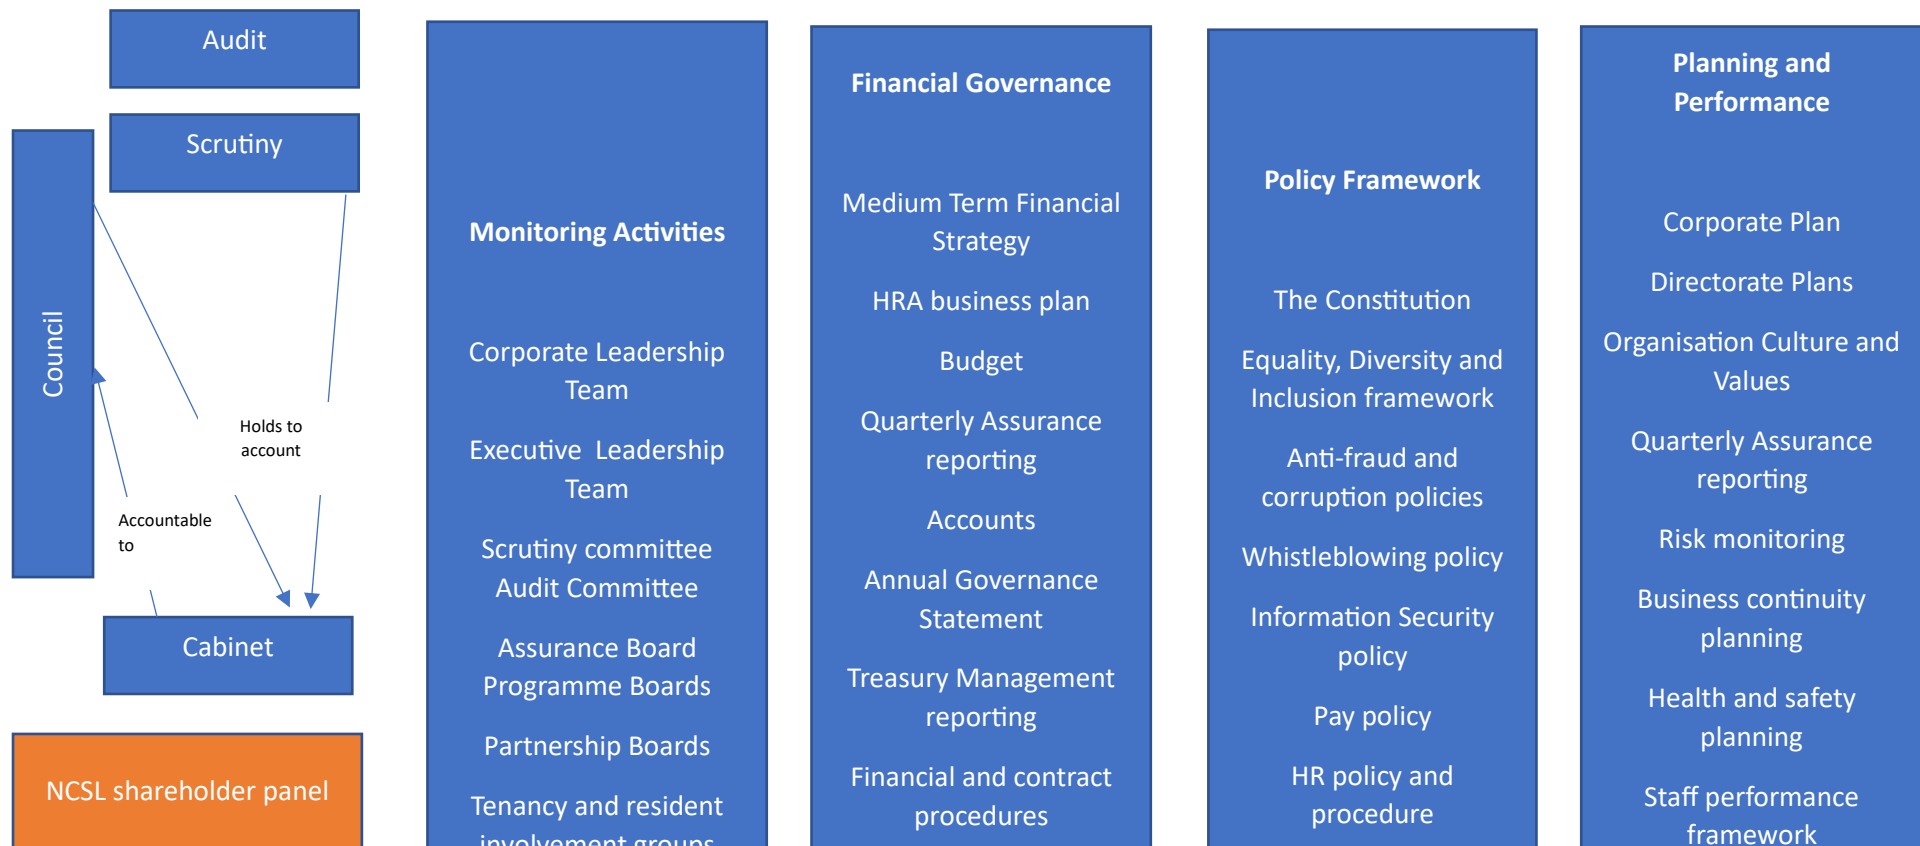 Audit
Scrutiny
Council
Holds to
account
Accountable
to
Cabinet
NCSL shareholder panel
Monitoring Activities
Corporate Leadership
Team
Executive  Leadership
Team
Scrutiny committee
Audit Committee
Assurance Board
Programme Boards
Partnership Boards
Tenancy and resident
involvement groups
Financial Governance
Medium Term Financial
Strategy
HRA business plan
Budget
Quarterly Assurance
reporting
Accounts
Annual Governance
Statement
Treasury Management
reporting
Financial and contract
procedures
Policy Framework
The Constitution
Equality, Diversity and
Inclusion framework
Anti-fraud and
corruption policies
Whistleblowing policy
Information Security
policy
Pay policy
HR policy and
procedure
Planning and
Performance
Corporate Plan
Directorate Plans
Organisation Culture and
Values
Quarterly Assurance
reporting
Risk monitoring
Business continuity
planning
Health and safety
planning
Staff performance
framework